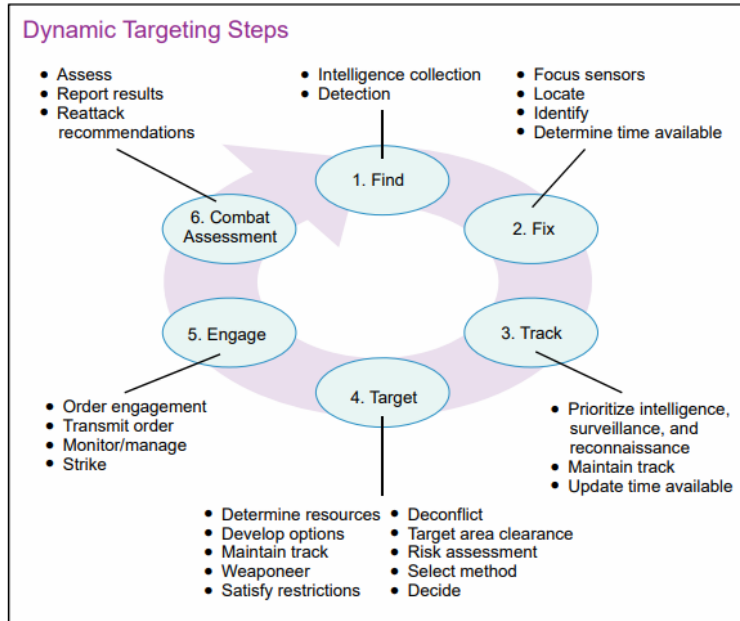 Dynamic Targeting Steps
• Assess
• Report results
• Reattack
recommendations
• Intelligence collection
• Detection
• Focus sensors
• Locate
• Identify
• Determine time available
1. Find
2. Fix
3. Track
4. Target
5. Engage
6. Combat
Assessment
• Order engagement
• Transmit order
• Monitor/manage
• Strike
• Prioritize intelligence,
surveillance, and
reconnaissance
• Maintain track
• Update time available
• Determine resources
• Develop options
• Maintain track
• Weaponeer
• Satisfy restrictions
• Deconflict
• Target area clearance
• Risk assessment
• Select method
• Decide